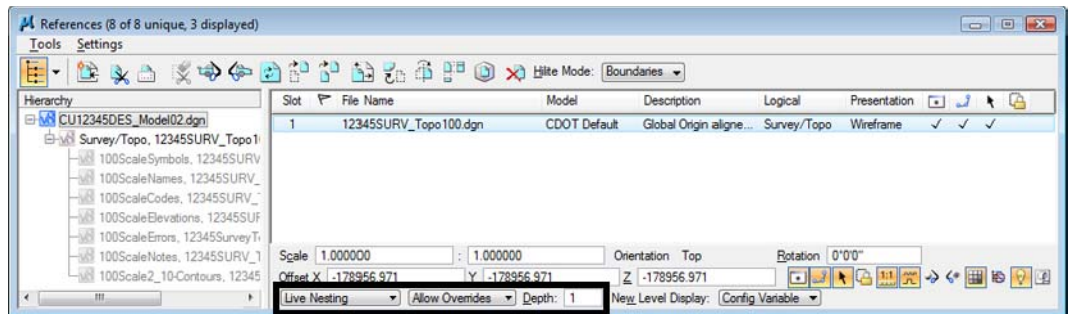 References (8 of 8 unique, 3 displayed)
Tools Settings
Hilite Mode: Boundaries
Hierarchy Slot File Name Model Description Logical Presentation
CU12345DES_Model02.dgn
1 12345SURV_Topo100.dgn CDOT Default Global Origin aligne... Survey/Topo Wireframe
Survey/Topo, 12345SURV_Topo1
100ScaleSymbols, 12345SURV
100ScaleNames, 12345SURV_
100ScaleCodes, 12345SURV_
100ScaleElevations, 12345SUF
100ScaleErrors, 12345SurveyT
100ScaleNotes, 12345SURV_T
100Scale2_10-Contours, 12345
Scale 1.000000 : 1.000000 Orientation Top Rotation 0°0'0"
Offset X -178956.971 Y -178956.971 Z -178956.971 1:1
Live Nesting Allow Overrides Depth: 1 New Level Display: Config Variable